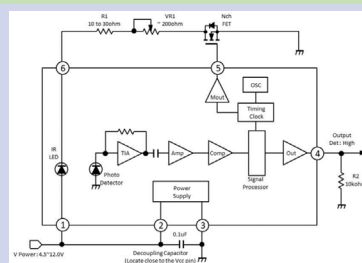 R1
10 to 30ohm
VR1
~ 200ohm
Nch
FET
6
5
OSC
Mout
Timing
Clock
IR
LED
TIA
Amp
Comp
Out
4
Output
Det : High
Photo
Detector
Signal
Processor
R2
10kohm
Power
Supply
1
2
3
0.1uF
V Power:4.5~12.0V
Decoupling Capacitor
(Locate close to the Vcc pin)